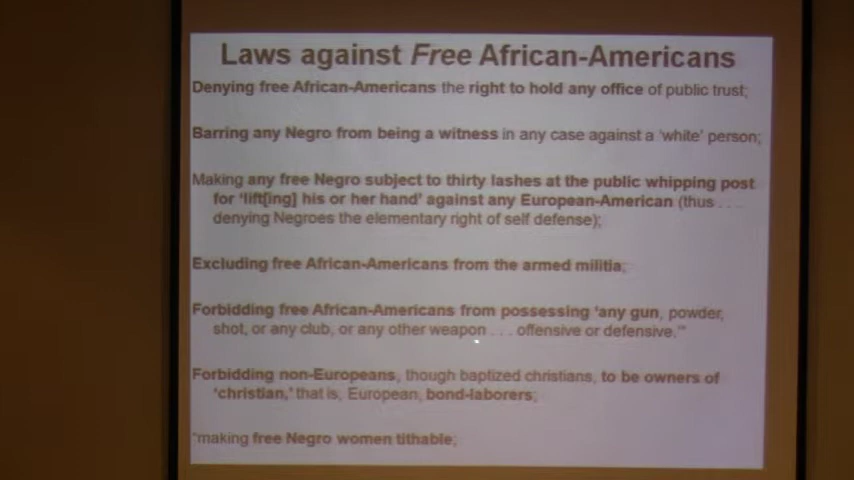 Laws against Free African-Americans
Denying free African-Americans the right to hold any office of public trust;
Barring any Negro from being a witness in any case against a 'white' person;
Making any free Negro subject to thirty lashes at the public whipping post
for 'lift[ing] his or her hand' against any European-American (thus . . .
denying Negroes the elementary right of self defense);
Excluding free African-Americans from the armed militia;
Forbidding free African-Americans from possessing 'any gun, powder,
shot, or any club, or any other weapon . . . offensive or defensive.'"
Forbidding non-Europeans, though baptized christians, to be owners of
'christian,' that is, European, bond-laborers;
"making free Negro women tithable;